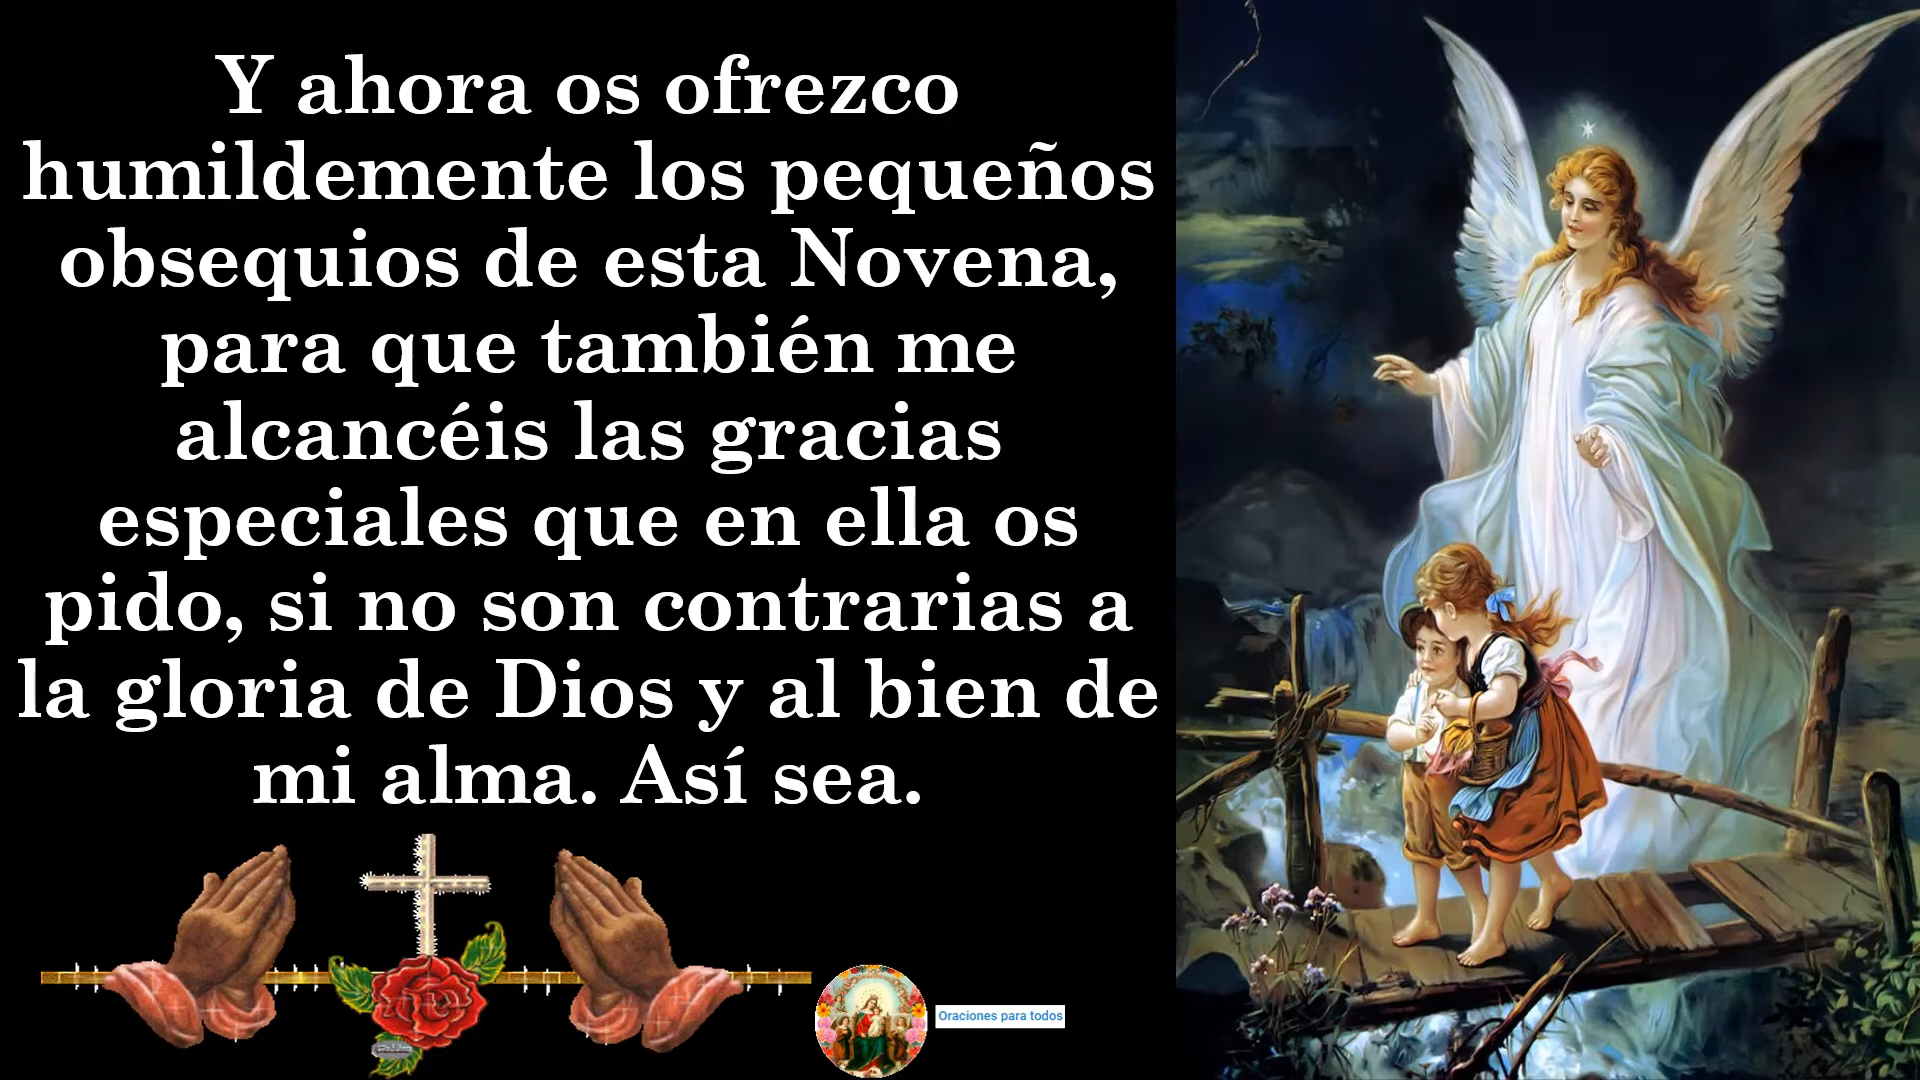 Y ahora os ofrezco
humildemente los pequeños
obsequios de esta Novena,
para que también me
alcancéis las gracias
especiales que en ella os
pido, si no son contrarias a
la gloria de Dios y al bien de
mi alma. Así sea.
Oraciones para todos